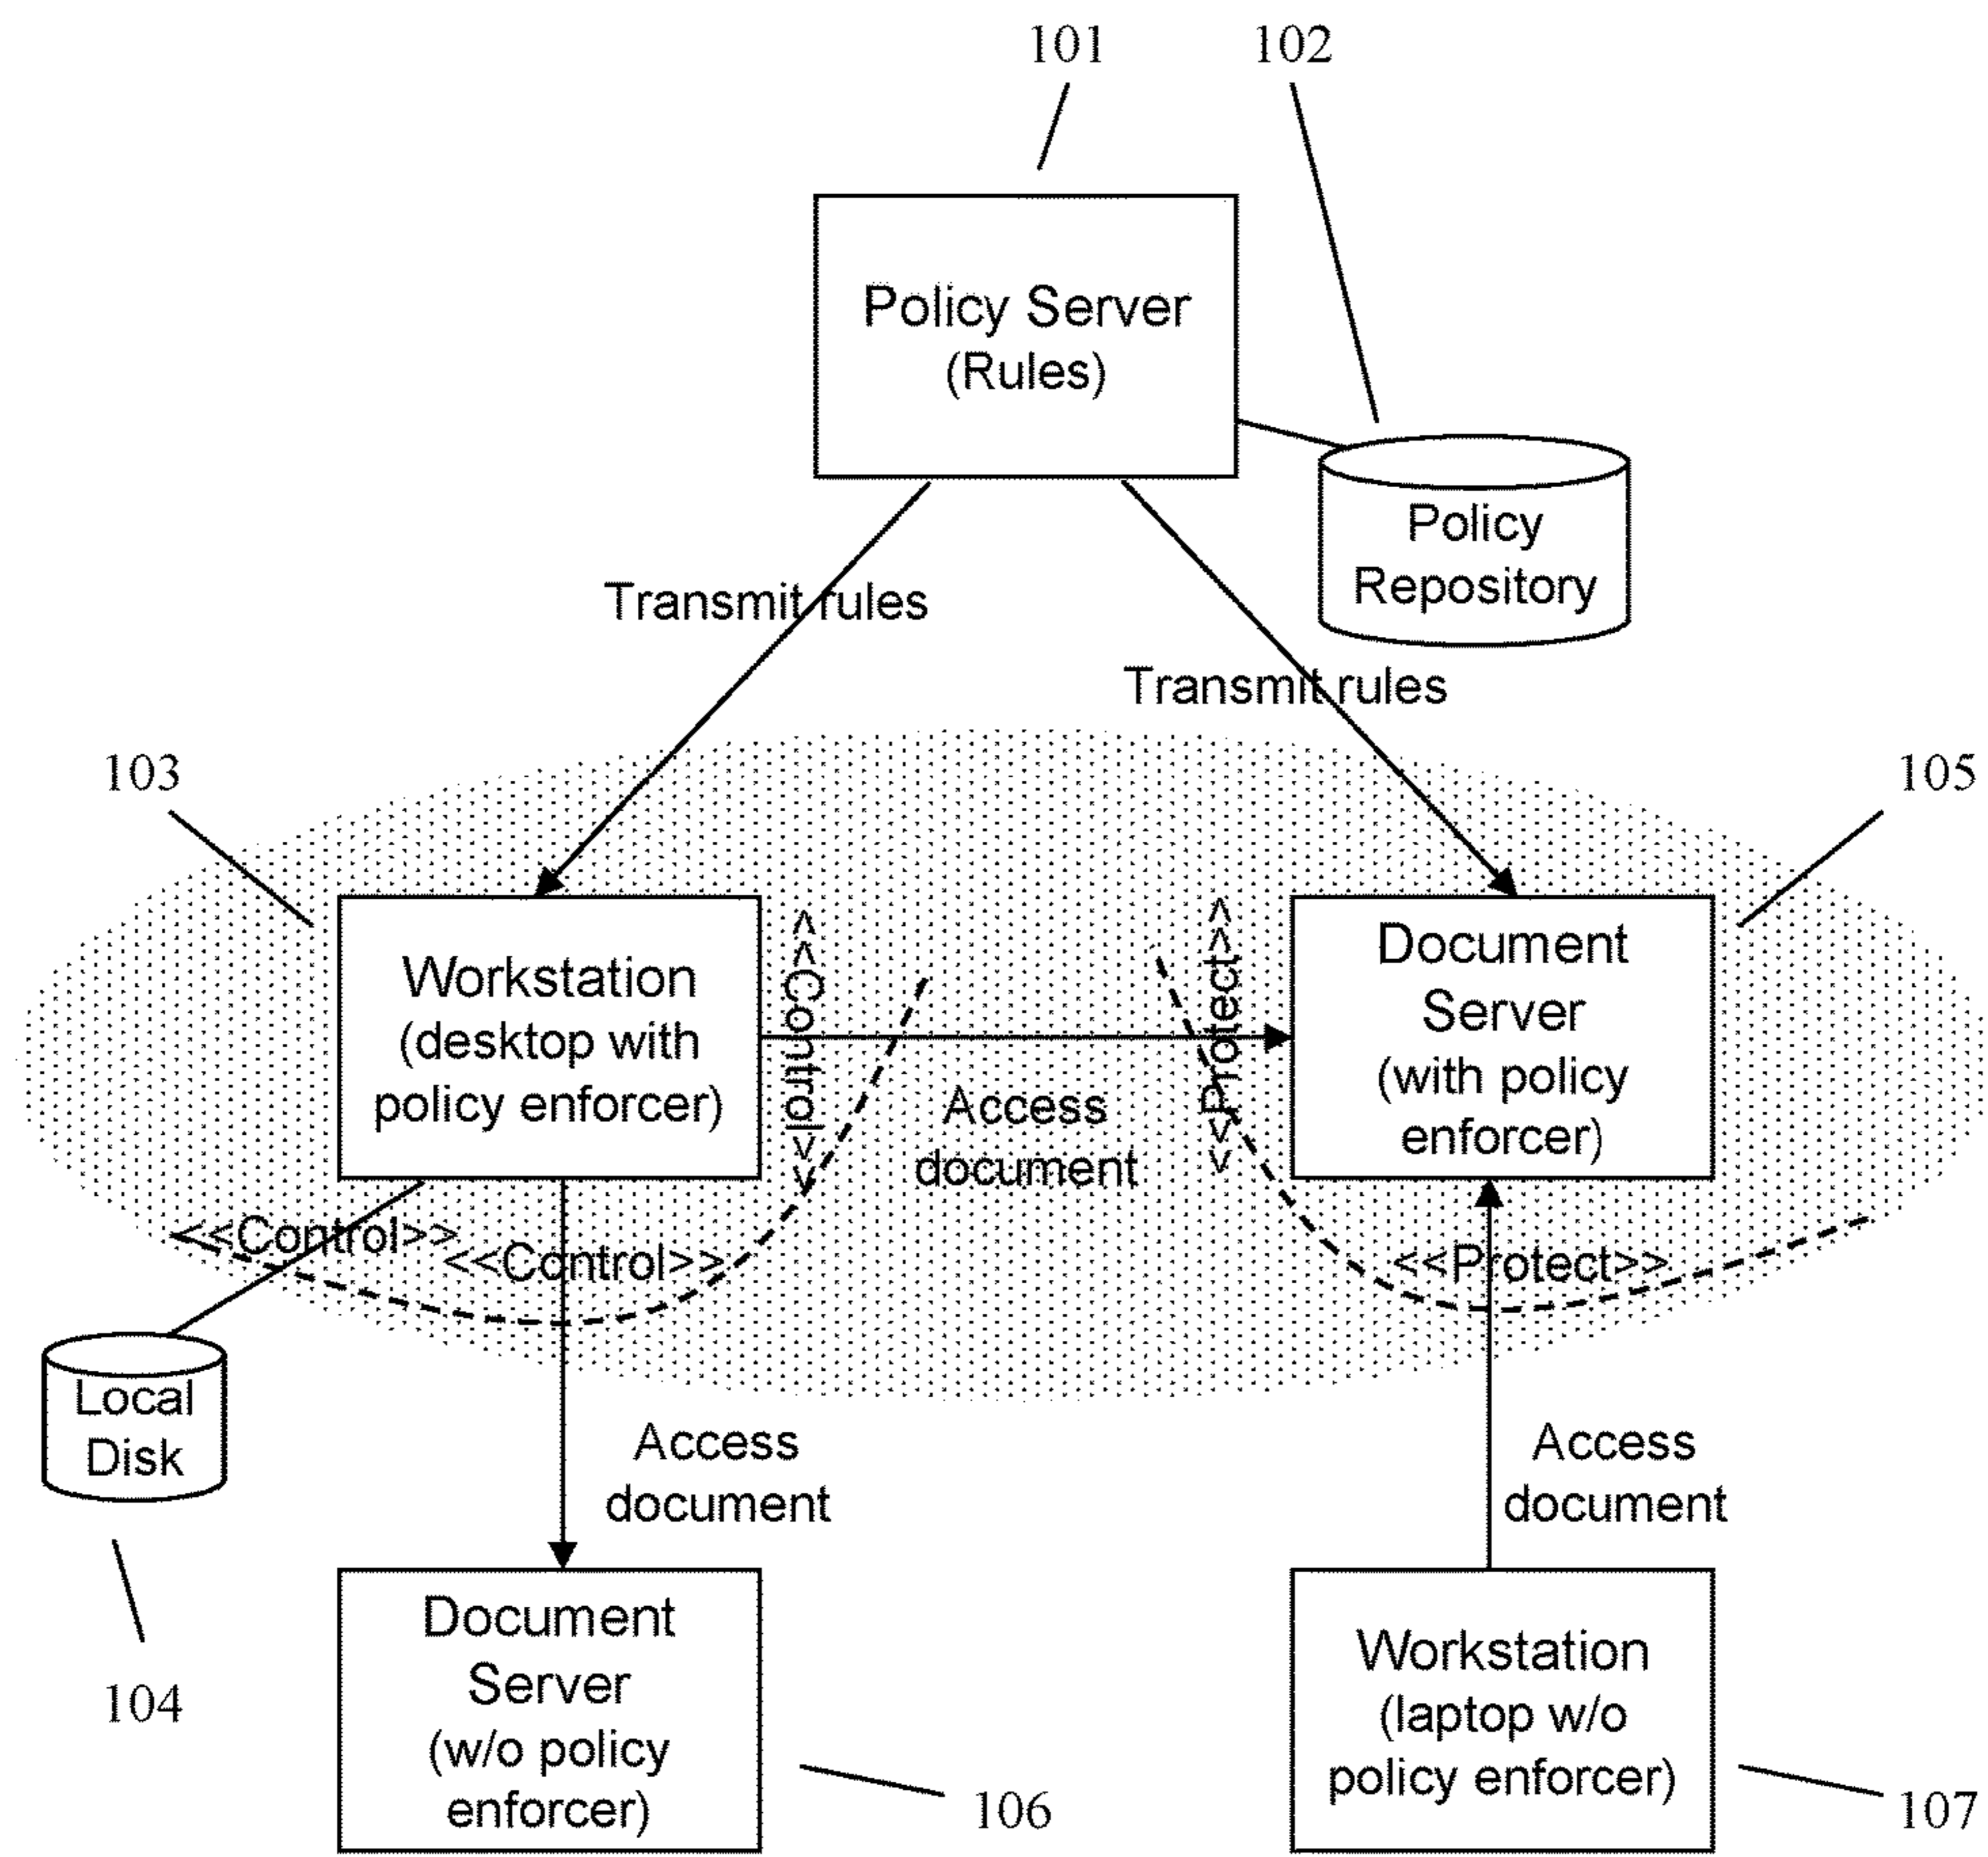 101
102
Policy Server
(Rules)
Policy
Repository
Transmit rules
Transmit rules
103
105
Workstation
(desktop with
policy enforcer)
<<Control>>
<<Protect>>
Document
Server
(with policy
enforcer)
Access
document
<<Control>>
<<Control>>
<<Protect>>
Local
Disk
Access
document
Access
document
104
Document
Server
(w/o policy
enforcer)
106
Workstation
(laptop w/o
policy enforcer)
107